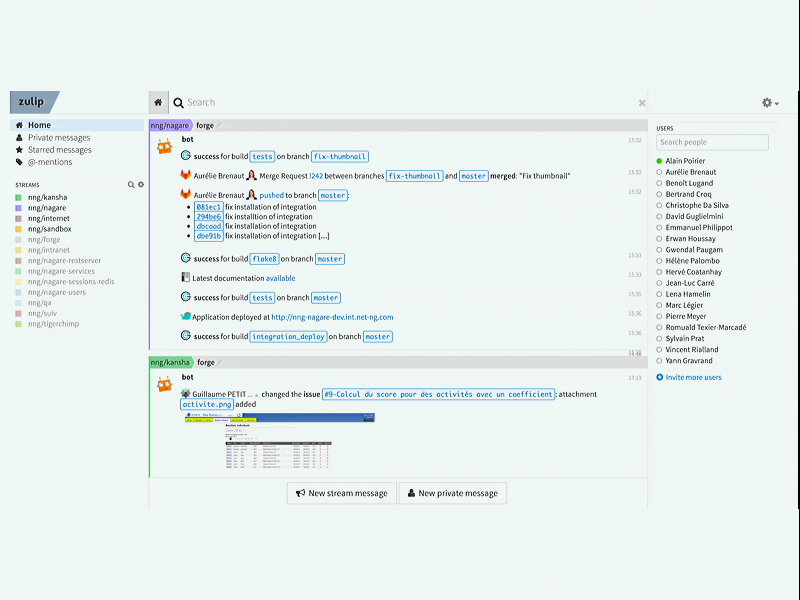 zulip
Search
Home
Private messages
Starred messages
@-mentions
STREAMS
nng/kansha
nng/nagare
nng/internet
nng/sandbox
nng/forge
nng/intranet
nng/nagare-restserver
nng/nagare-services
nng/nagare-sessions-redis
nng/nagare-users
nng/qa
nng/suiv
nng/tigerchimp
nng/nagare forge
bot 15:32
success for build tests on branch fix-thumbnail
Aurélie Brenaut Merge Request !242 between branches fix-thumbnail and master merged: "Fix thumbnail" 15:32
Aurélie Brenaut pushed to branch master: 15:32
081ec1 fix installation of integration
294be6 fix installtion of integration
dbcaad fix installation of integration
dbe91b fix installation of integration [...]
success for build flake8 on branch master 15:33
Latest documentation available 15:33
success for build tests on branch master 15:35
Application deployed at http://nng-nagare-dev.int.net-ng.com 15:36
success for build integration_deploy on branch master 15:36
15:36
nng/kansha forge
bot 17:13
Guillaume PETIT ... changed the issue #9-Calcul du score pour des activités avec un coefficient: attachment
activite.png added
New stream message
New private message
USERS
Search people
Alain Poirier
Aurélie Brenaut
Benoît Lugand
Bertrand Croq
Christophe Da Silva
David Guglielmini
Emmanuel Philippot
Erwan Houssay
Gwendal Paugam
Hélène Palombo
Hervé Coatanhay
Jean-Luc Carré
Lena Hamelin
Marc Légier
Pierre Meyer
Romuald Texier-Marcadé
Sylvain Prat
Vincent Rialland
Yann Gravrand
Invite more users